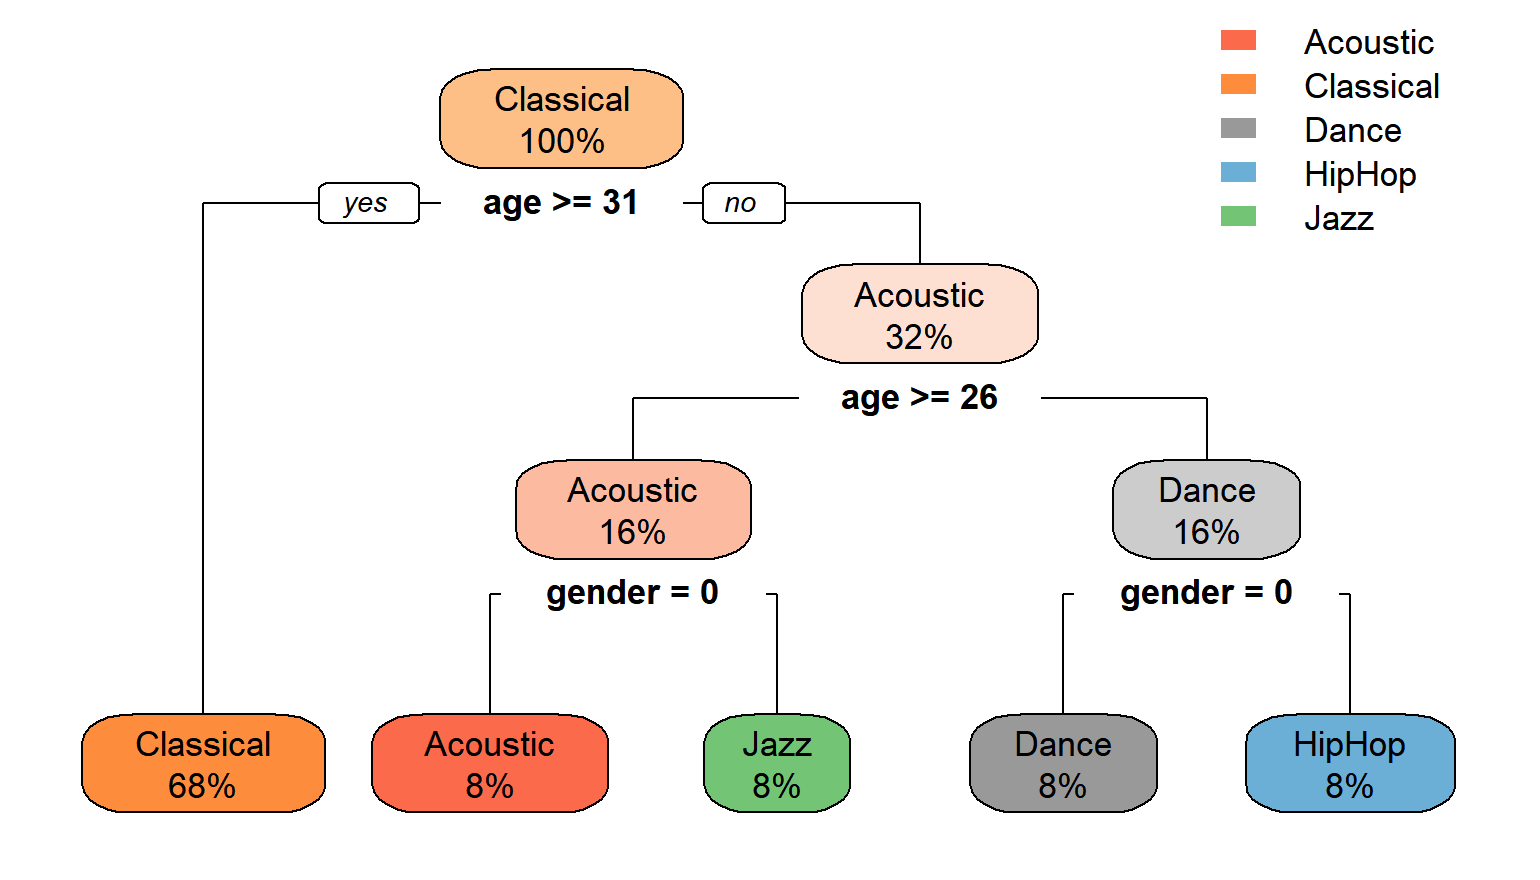 Acoustic
Classical
Dance
HipHop
Jazz
Classical
100%
yes
age >= 31
no
Acoustic
32%
age >= 26
Acoustic
16%
Dance
16%
gender = 0
gender = 0
Classical
68%
Acoustic
8%
Jazz
8%
Dance
8%
HipHop
8%